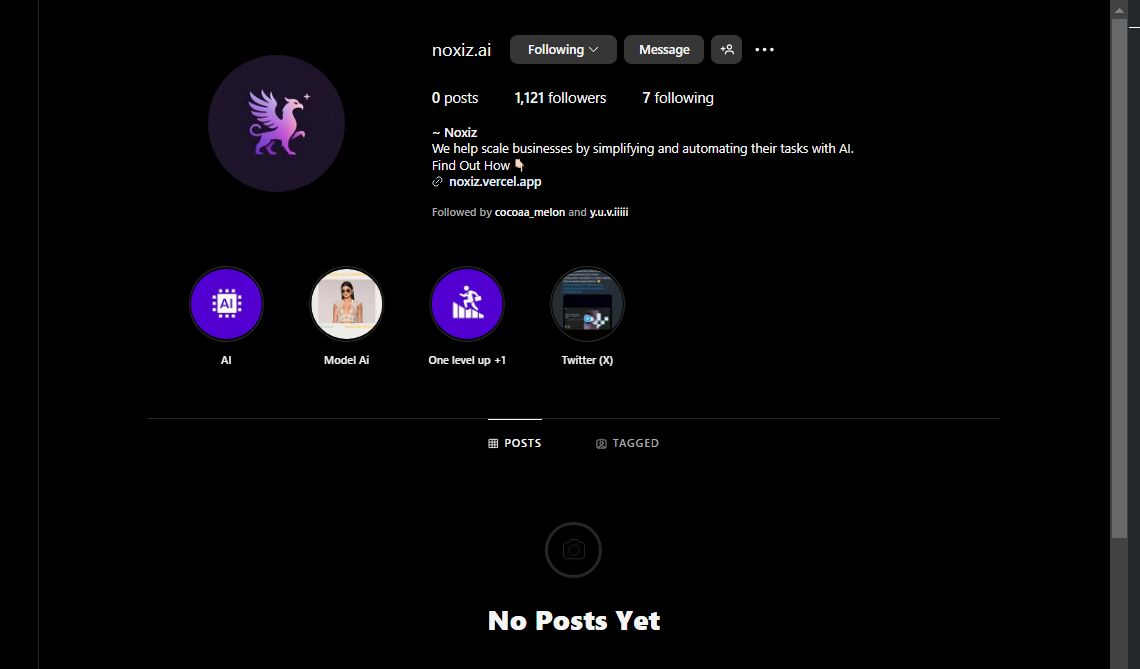 noxiz.ai Following Message
0 posts 1,121 followers 7 following
~ Noxiz
We help scale businesses by simplifying and automating their tasks with AI.
Find Out How 👇🏻
noxiz.vercel.app
Followed by cocoaa_melon and y.u.v.iiiii
AI
AI Model Ai One level up +1 Twitter (X)
POSTS TAGGED
No Posts Yet